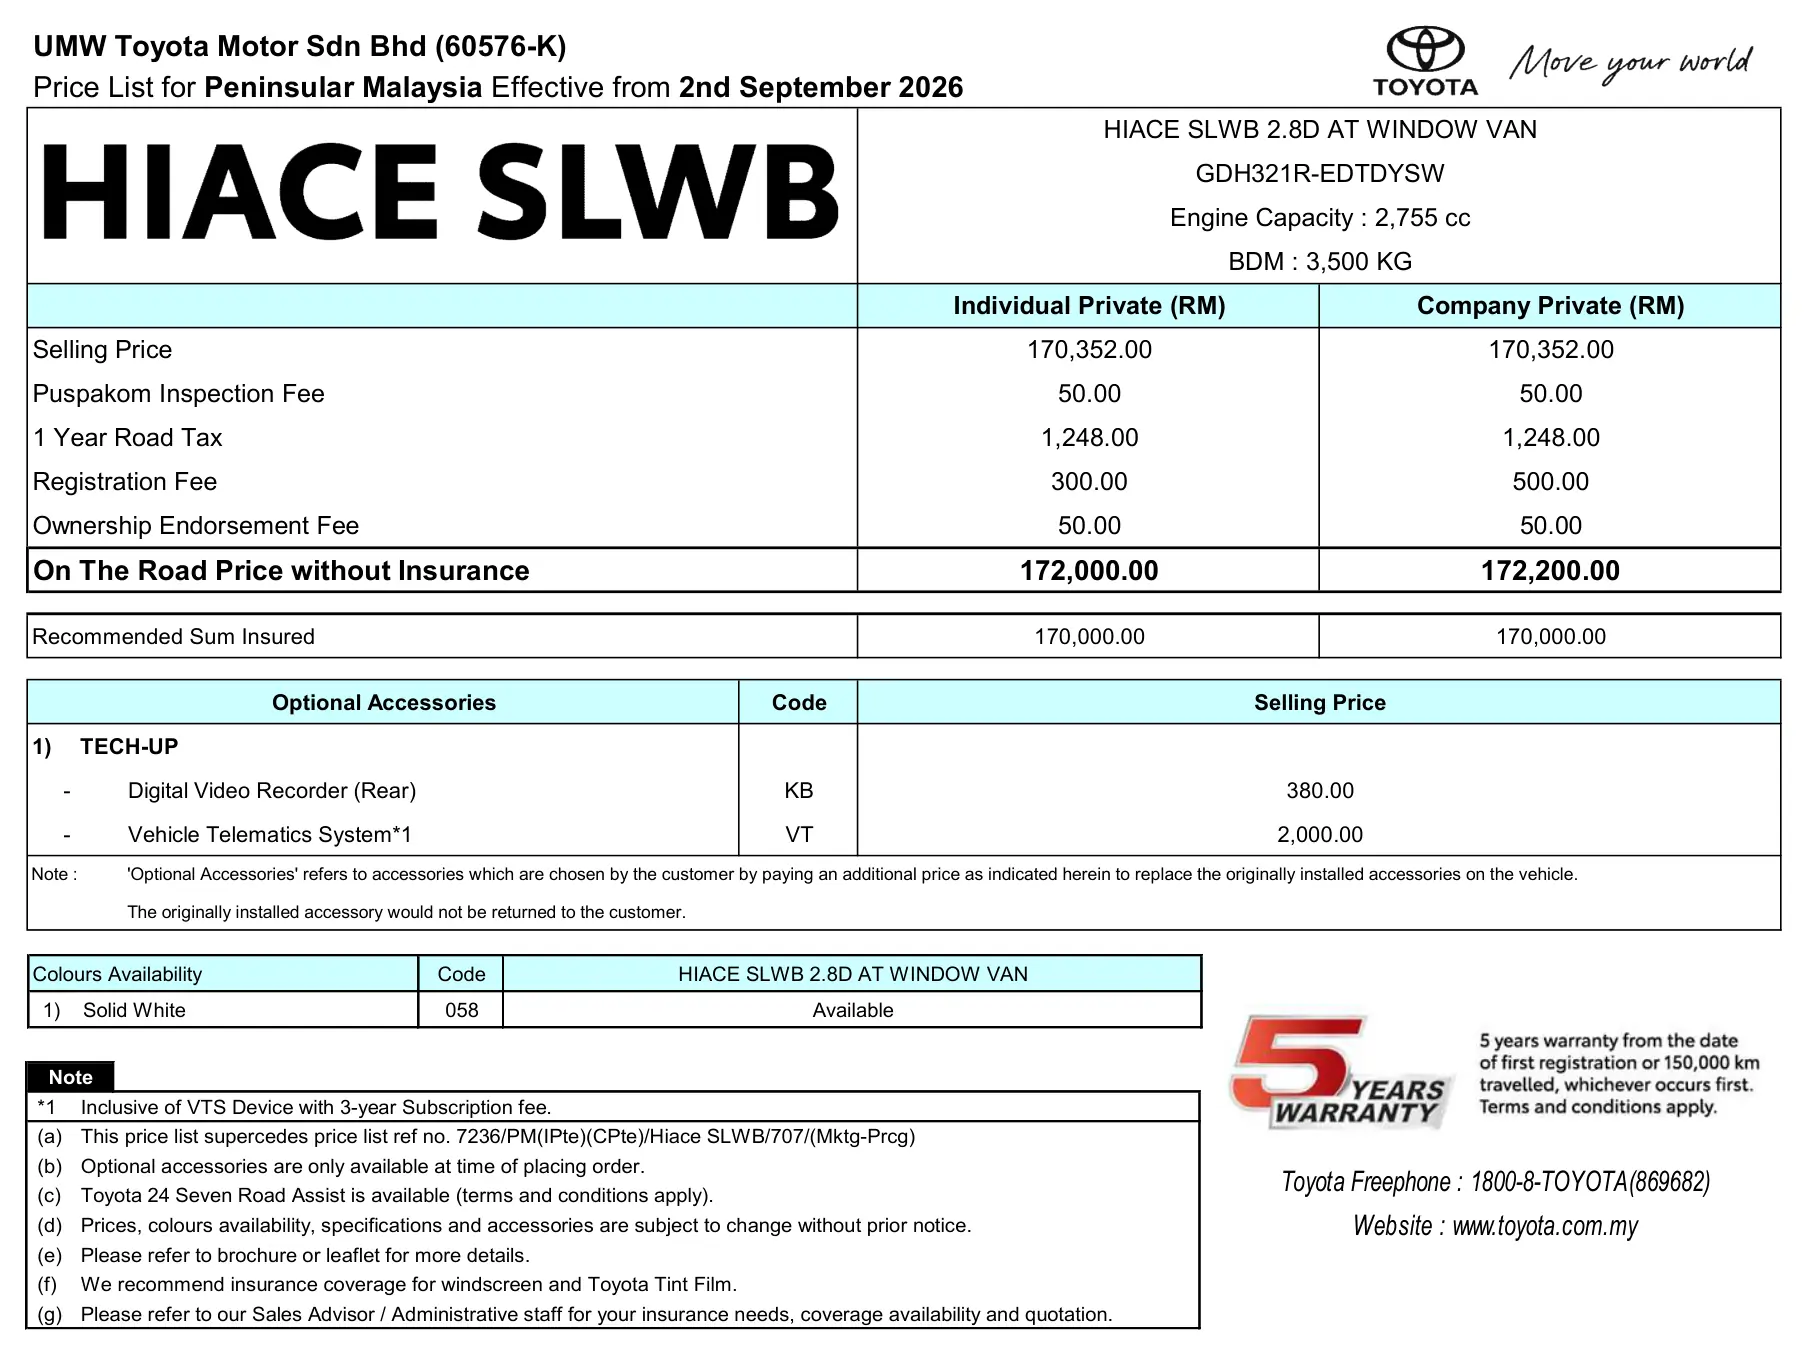 UMW Toyota Motor Sdn Bhd (60576-K)
Price List for Peninsular Malaysia Effective from 2nd September 2026
TOYOTA
Move your world
HIACE SLWB
HIACE SLWB 2.8D AT WINDOW VAN
GDH321R-EDTDYSW
Engine Capacity : 2,755 cc
BDM : 3,500 KG
Individual Private (RM) Company Private (RM)
Selling Price 170,352.00 170,352.00
Puspakom Inspection Fee 50.00 50.00
1 Year Road Tax 1,248.00 1,248.00
Registration Fee 300.00 500.00
Ownership Endorsement Fee 50.00 50.00
On The Road Price without Insurance 172,000.00 172,200.00
Recommended Sum Insured 170,000.00 170,000.00
Optional Accessories Code Selling Price
1) TECH-UP
- Digital Video Recorder (Rear) KB 380.00
- Vehicle Telematics System*1 VT 2,000.00
Note : 'Optional Accessories' refers to accessories which are chosen by the customer by paying an additional price as indicated herein to replace the originally installed accessories on the vehicle.
The originally installed accessory would not be returned to the customer.
Colours Availability Code HIACE SLWB 2.8D AT WINDOW VAN
1) Solid White 058 Available
Note
*1 Inclusive of VTS Device with 3-year Subscription fee.
(a) This price list supercedes price list ref no. 7236/PM(IPte)(CPte)/Hiace SLWB/707/(Mktg-Prcg)
(b) Optional accessories are only available at time of placing order.
(c) Toyota 24 Seven Road Assist is available (terms and conditions apply).
(d) Prices, colours availability, specifications and accessories are subject to change without prior notice.
(e) Please refer to brochure or leaflet for more details.
(f) We recommend insurance coverage for windscreen and Toyota Tint Film.
(g) Please refer to our Sales Advisor / Administrative staff for your insurance needs, coverage availability and quotation.
5 YEARS
WARRANTY
5 years warranty from the date
of first registration or 150,000 km
travelled, whichever occurs first.
Terms and conditions apply.
Toyota Freephone : 1800-8-TOYOTA(869682)
Website : www.toyota.com.my